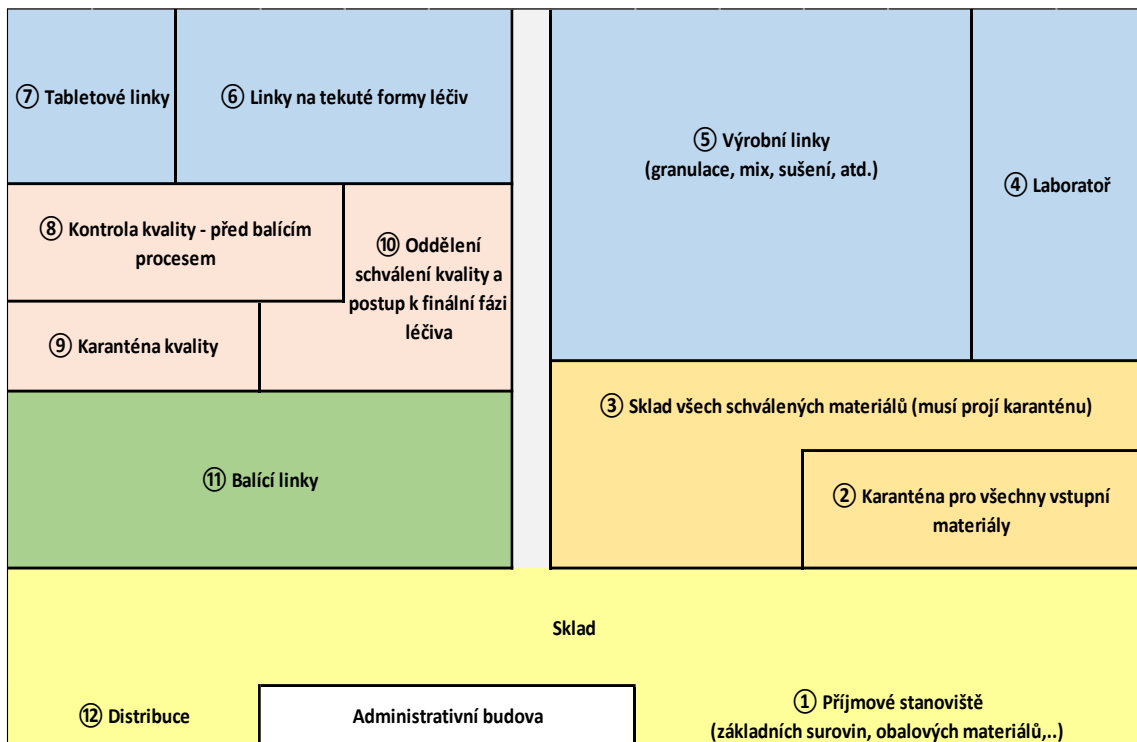 ⑦ Tabletové linky
⑥ Linky na tekuté formy léčiv
⑤ Výrobní linky
(granulace, mix, sušení, atd.)
④ Laboratoř
⑧ Kontrola kvality - před balícím
procesem
⑩ Oddělení
schválení kvality a
postup k finální fázi
léčiva
⑨ Karanténa kvality
③ Sklad všech schválených materiálů (musí projí karanténu)
② Karanténa pro všechny vstupní
materiály
⑪ Balící linky
Sklad
⑫ Distribuce
Administrativní budova
① Příjmové stanoviště
(základních surovin, obalových materiálů,..)